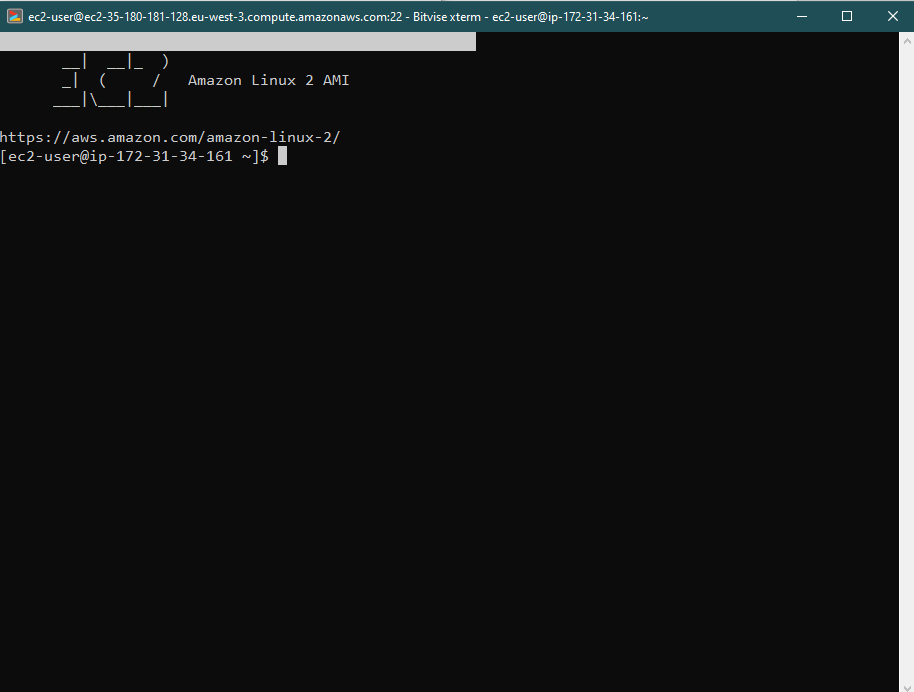 ec2-user@ec2-35-180-181-128.eu-west-3.compute.amazonaws.com:22 - Bitvise xterm - ec2-user@ip-172-31-34-161:~
       __|  __|_  )
       _|  (     /   Amazon Linux 2 AMI
      ___|\___|___|
https://aws.amazon.com/amazon-linux-2/
[ec2-user@ip-172-31-34-161 ~]$